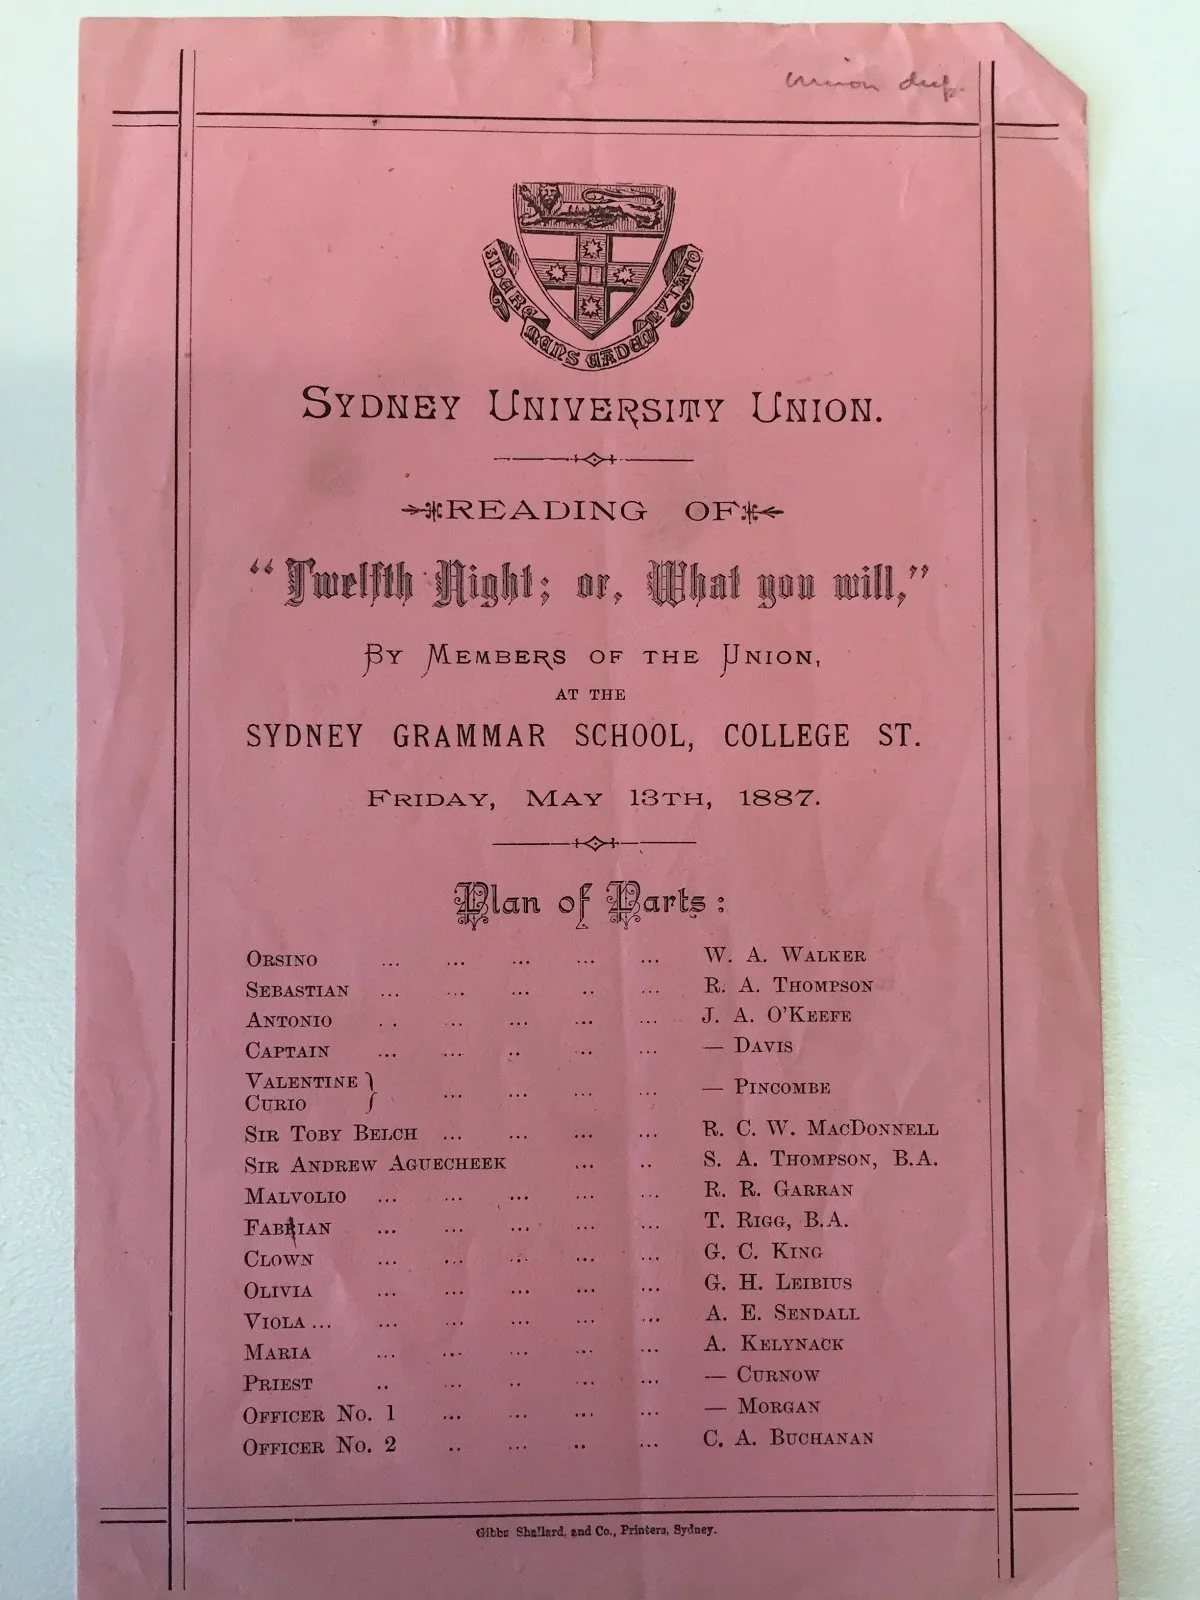 Union dup.
SIDERE MENS EADEM MUTATO
SYDNEY UNIVERSITY UNION.
READING OF
"Twelfth Night; or, What you will,"
BY MEMBERS OF THE UNION,
AT THE
SYDNEY GRAMMAR SCHOOL, COLLEGE ST.
FRIDAY, MAY 13TH, 1887.
Plan of Parts:
ORSINO ... ... ... ... ... W. A. WALKER
SEBASTIAN ... ... ... .. ... R. A. THOMPSON
ANTONIO . . ... ... ... ... J. A. O'KEEFE
CAPTAIN ... ... .. ... ... — DAVIS
VALENTINE }
CURIO } ... ... ... ... — PINCOMBE
SIR TOBY BELCH ... ... ... ... R. C. W. MACDONNELL
SIR ANDREW AGUECHEEK ... .. S. A. THOMPSON, B.A.
MALVOLIO ... ... ... ... ... R. R. GARRAN
FABRIAN ... ... ... ... ... T. RIGG, B.A.
CLOWN ... ... ... ... ... G. C. KING
OLIVIA ... ... ... ... ... G. H. LEIBIUS
VIOLA ... ... ... ... ... ... A. E. SENDALL
MARIA ... ... ... ... ... A. KELYNACK
PRIEST .. ... .. ... ... — CURNOW
OFFICER NO. 1 ... ... ... ... — MORGAN
OFFICER NO. 2 .. ... .. ... C. A. BUCHANAN
Gibbs Shallard, and Co., Printers, Sydney.